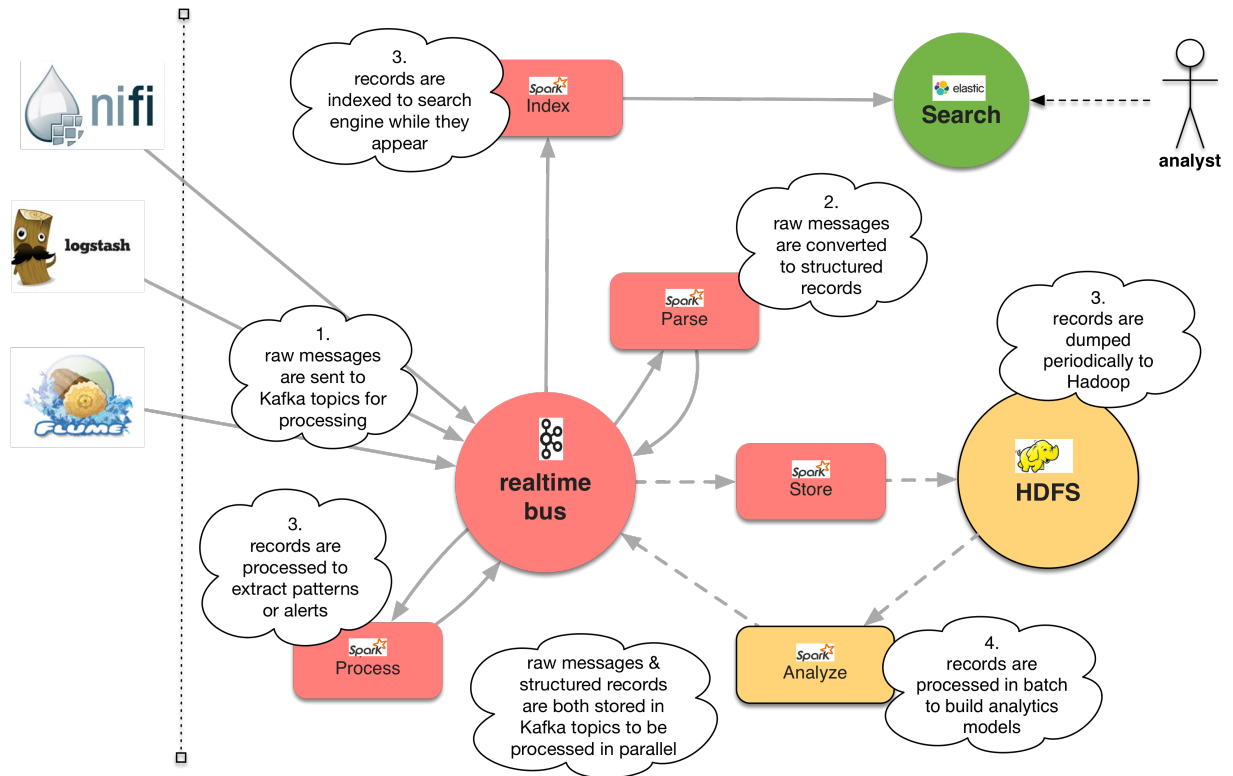 nifi
logstash
FLUME
3.
records are
indexed to search
engine while they
appear
Spark
Index
elastic
Search
analyst
2.
raw messages
are converted
to structured
records
Spark
Parse
1.
raw messages
are sent to
Kafka topics for
processing
3.
records are
dumped
periodically to
Hadoop
realtime
bus
Spark
Store
HDFS
3.
records are
processed to
extract patterns
or alerts
Spark
Process
raw messages &
structured records
are both stored in
Kafka topics to be
processed in parallel
Spark
Analyze
4.
records are
processed in batch
to build analytics
models